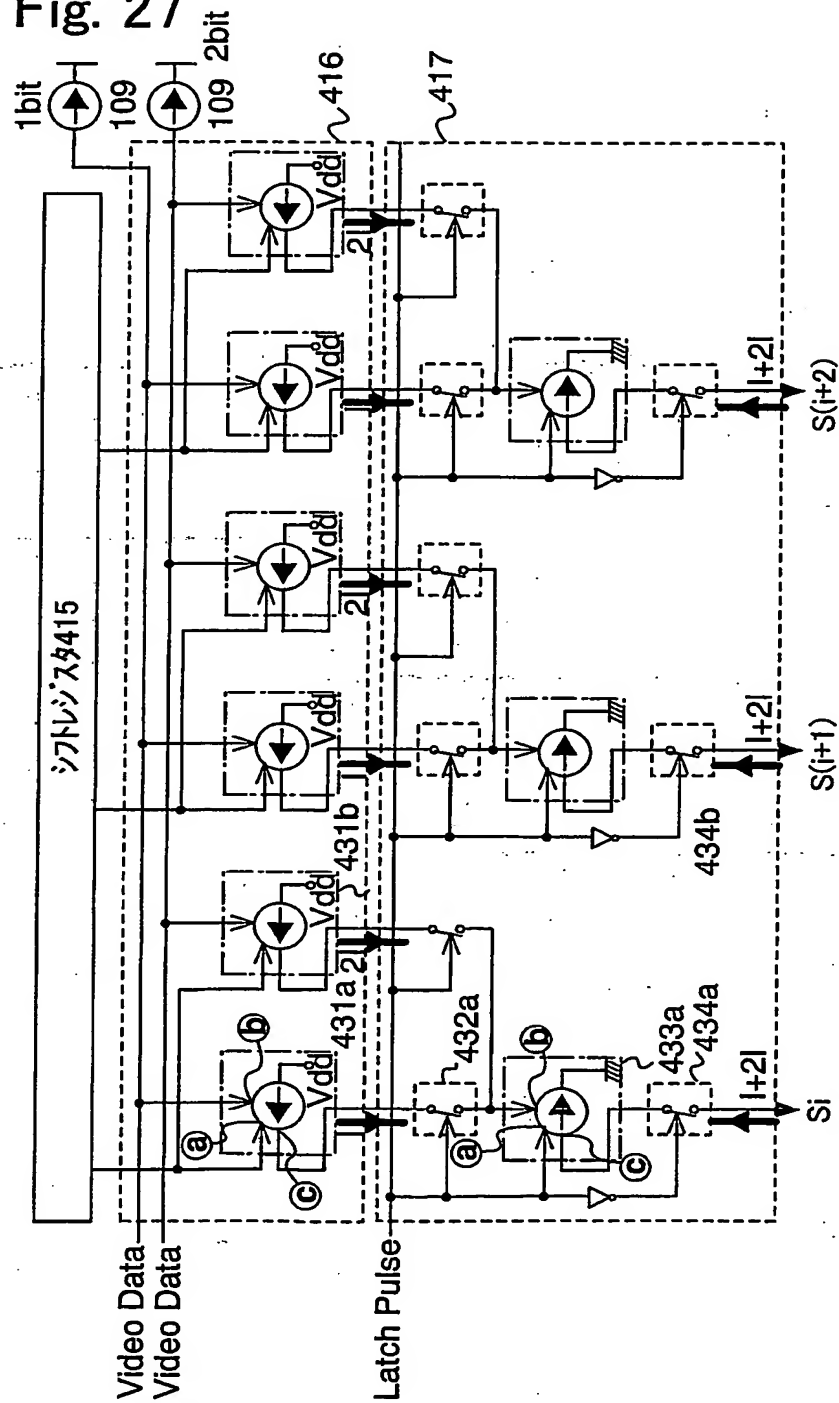 Fig. 27
1bit
109
2bit
109
シフトレジスタ415
416
417
Video Data
Video Data
Latch Pulse
a
b
c
Vdd
431a
I
Vdd
431b
2I
Vdd
I
Vdd
2I
Vdd
I
Vdd
2I
432a
a
b
c
433a
434a
434b
I+2I
I+2I
I+2I
Si
S(i+1)
S(i+2)